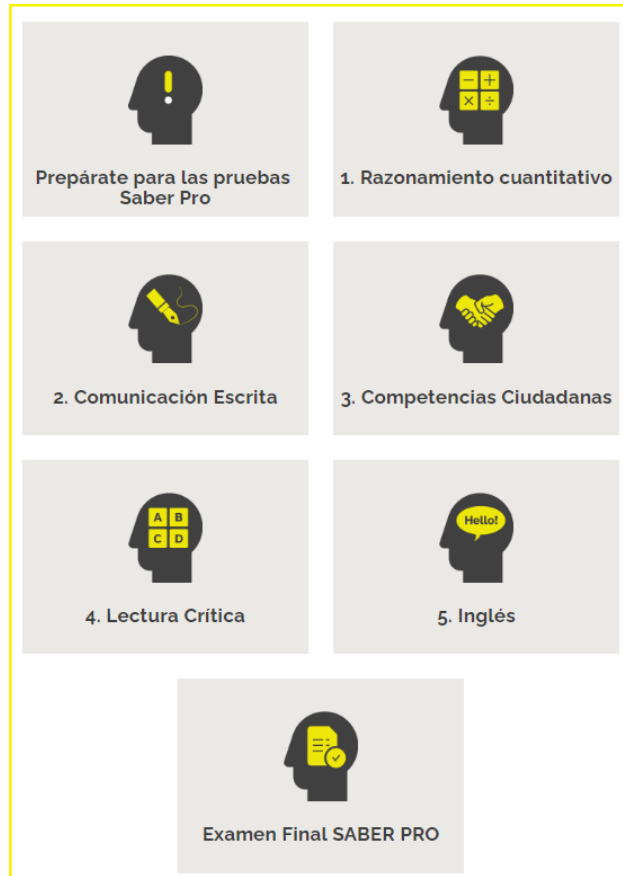 Prepárate para las pruebas
Saber Pro
1. Razonamiento cuantitativo
2. Comunicación Escrita
3. Competencias Ciudadanas
A B
C D
4. Lectura Crítica
Hello!
5. Inglés
Examen Final SABER PRO